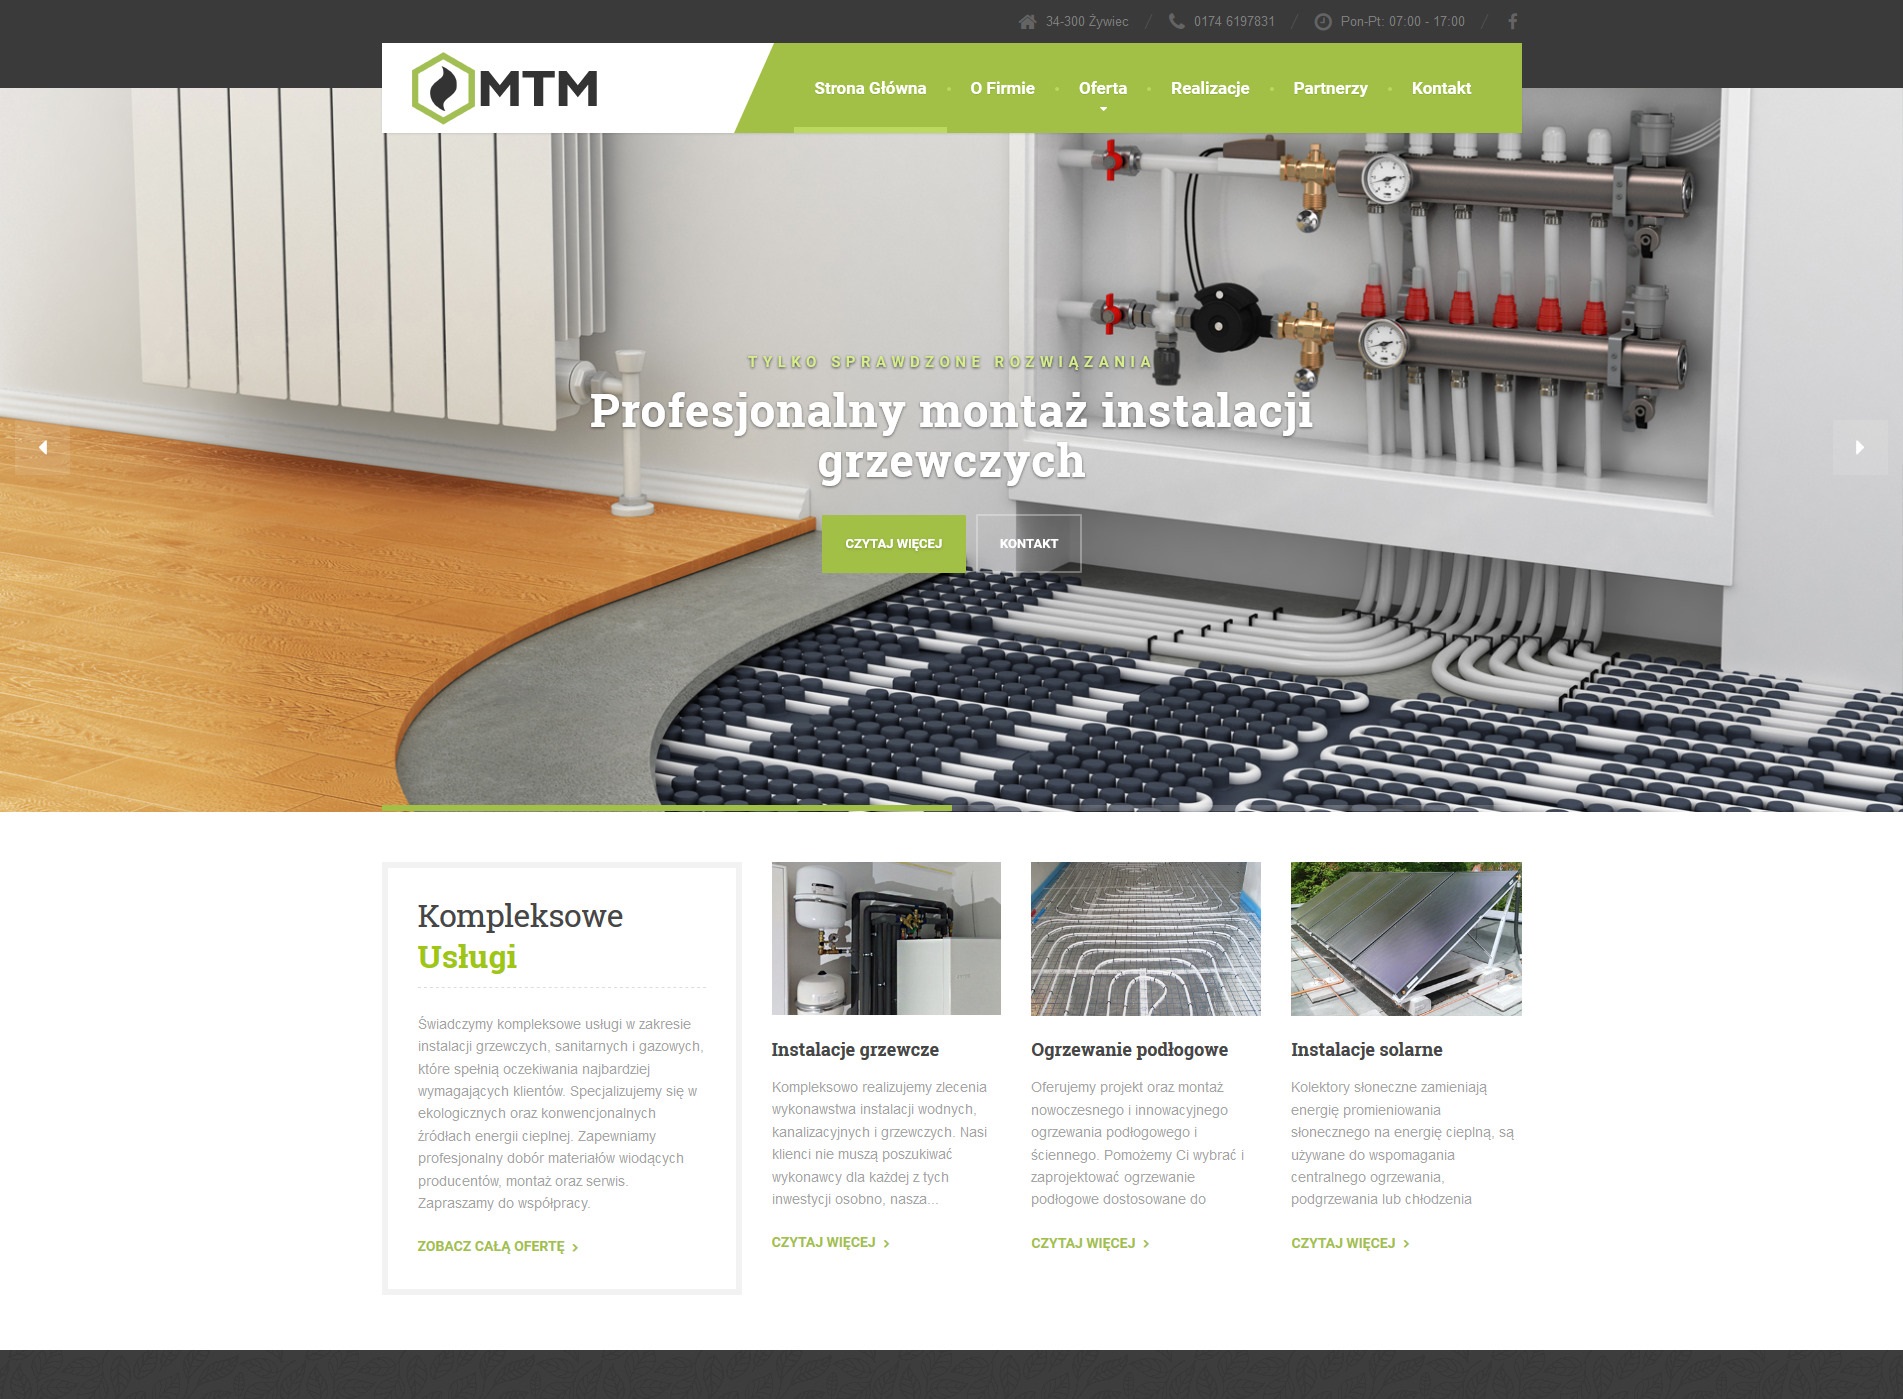 34-300 Żywiec / 0174 6197831 / Pon-Pt: 07:00 - 17:00 /
MTM
Strona Główna
O Firmie
Oferta
Realizacje
Partnerzy
Kontakt
TYLKO SPRAWDZONE ROZWIĄZANIA
Profesjonalny montaż instalacji
grzewczych
CZYTAJ WIĘCEJ
KONTAKT
Kompleksowe
Usługi
Świadczymy kompleksowe usługi w zakresie
instalacji grzewczych, sanitarnych i gazowych,
które spełnią oczekiwania najbardziej
wymagających klientów. Specjalizujemy się w
ekologicznych oraz konwencjonalnych
źródłach energii cieplnej. Zapewniamy
profesjonalny dobór materiałów wiodących
producentów, montaż oraz serwis.
Zapraszamy do współpracy.
ZOBACZ CAŁĄ OFERTĘ
Instalacje grzewcze
Kompleksowo realizujemy zlecenia
wykonawstwa instalacji wodnych,
kanalizacyjnych i grzewczych. Nasi
klienci nie muszą poszukiwać
wykonawcy dla każdej z tych
inwestycji osobno, nasza...
CZYTAJ WIĘCEJ
Ogrzewanie podłogowe
Oferujemy projekt oraz montaż
nowoczesnego i innowacyjnego
ogrzewania podłogowego i
ściennego. Pomożemy Ci wybrać i
zaprojektować ogrzewanie
podłogowe dostosowane do
CZYTAJ WIĘCEJ
Instalacje solarne
Kolektory słoneczne zamieniają
energię promieniowania
słonecznego na energię cieplną, są
używane do wspomagania
centralnego ogrzewania,
podgrzewania lub chłodzenia
CZYTAJ WIĘCEJ